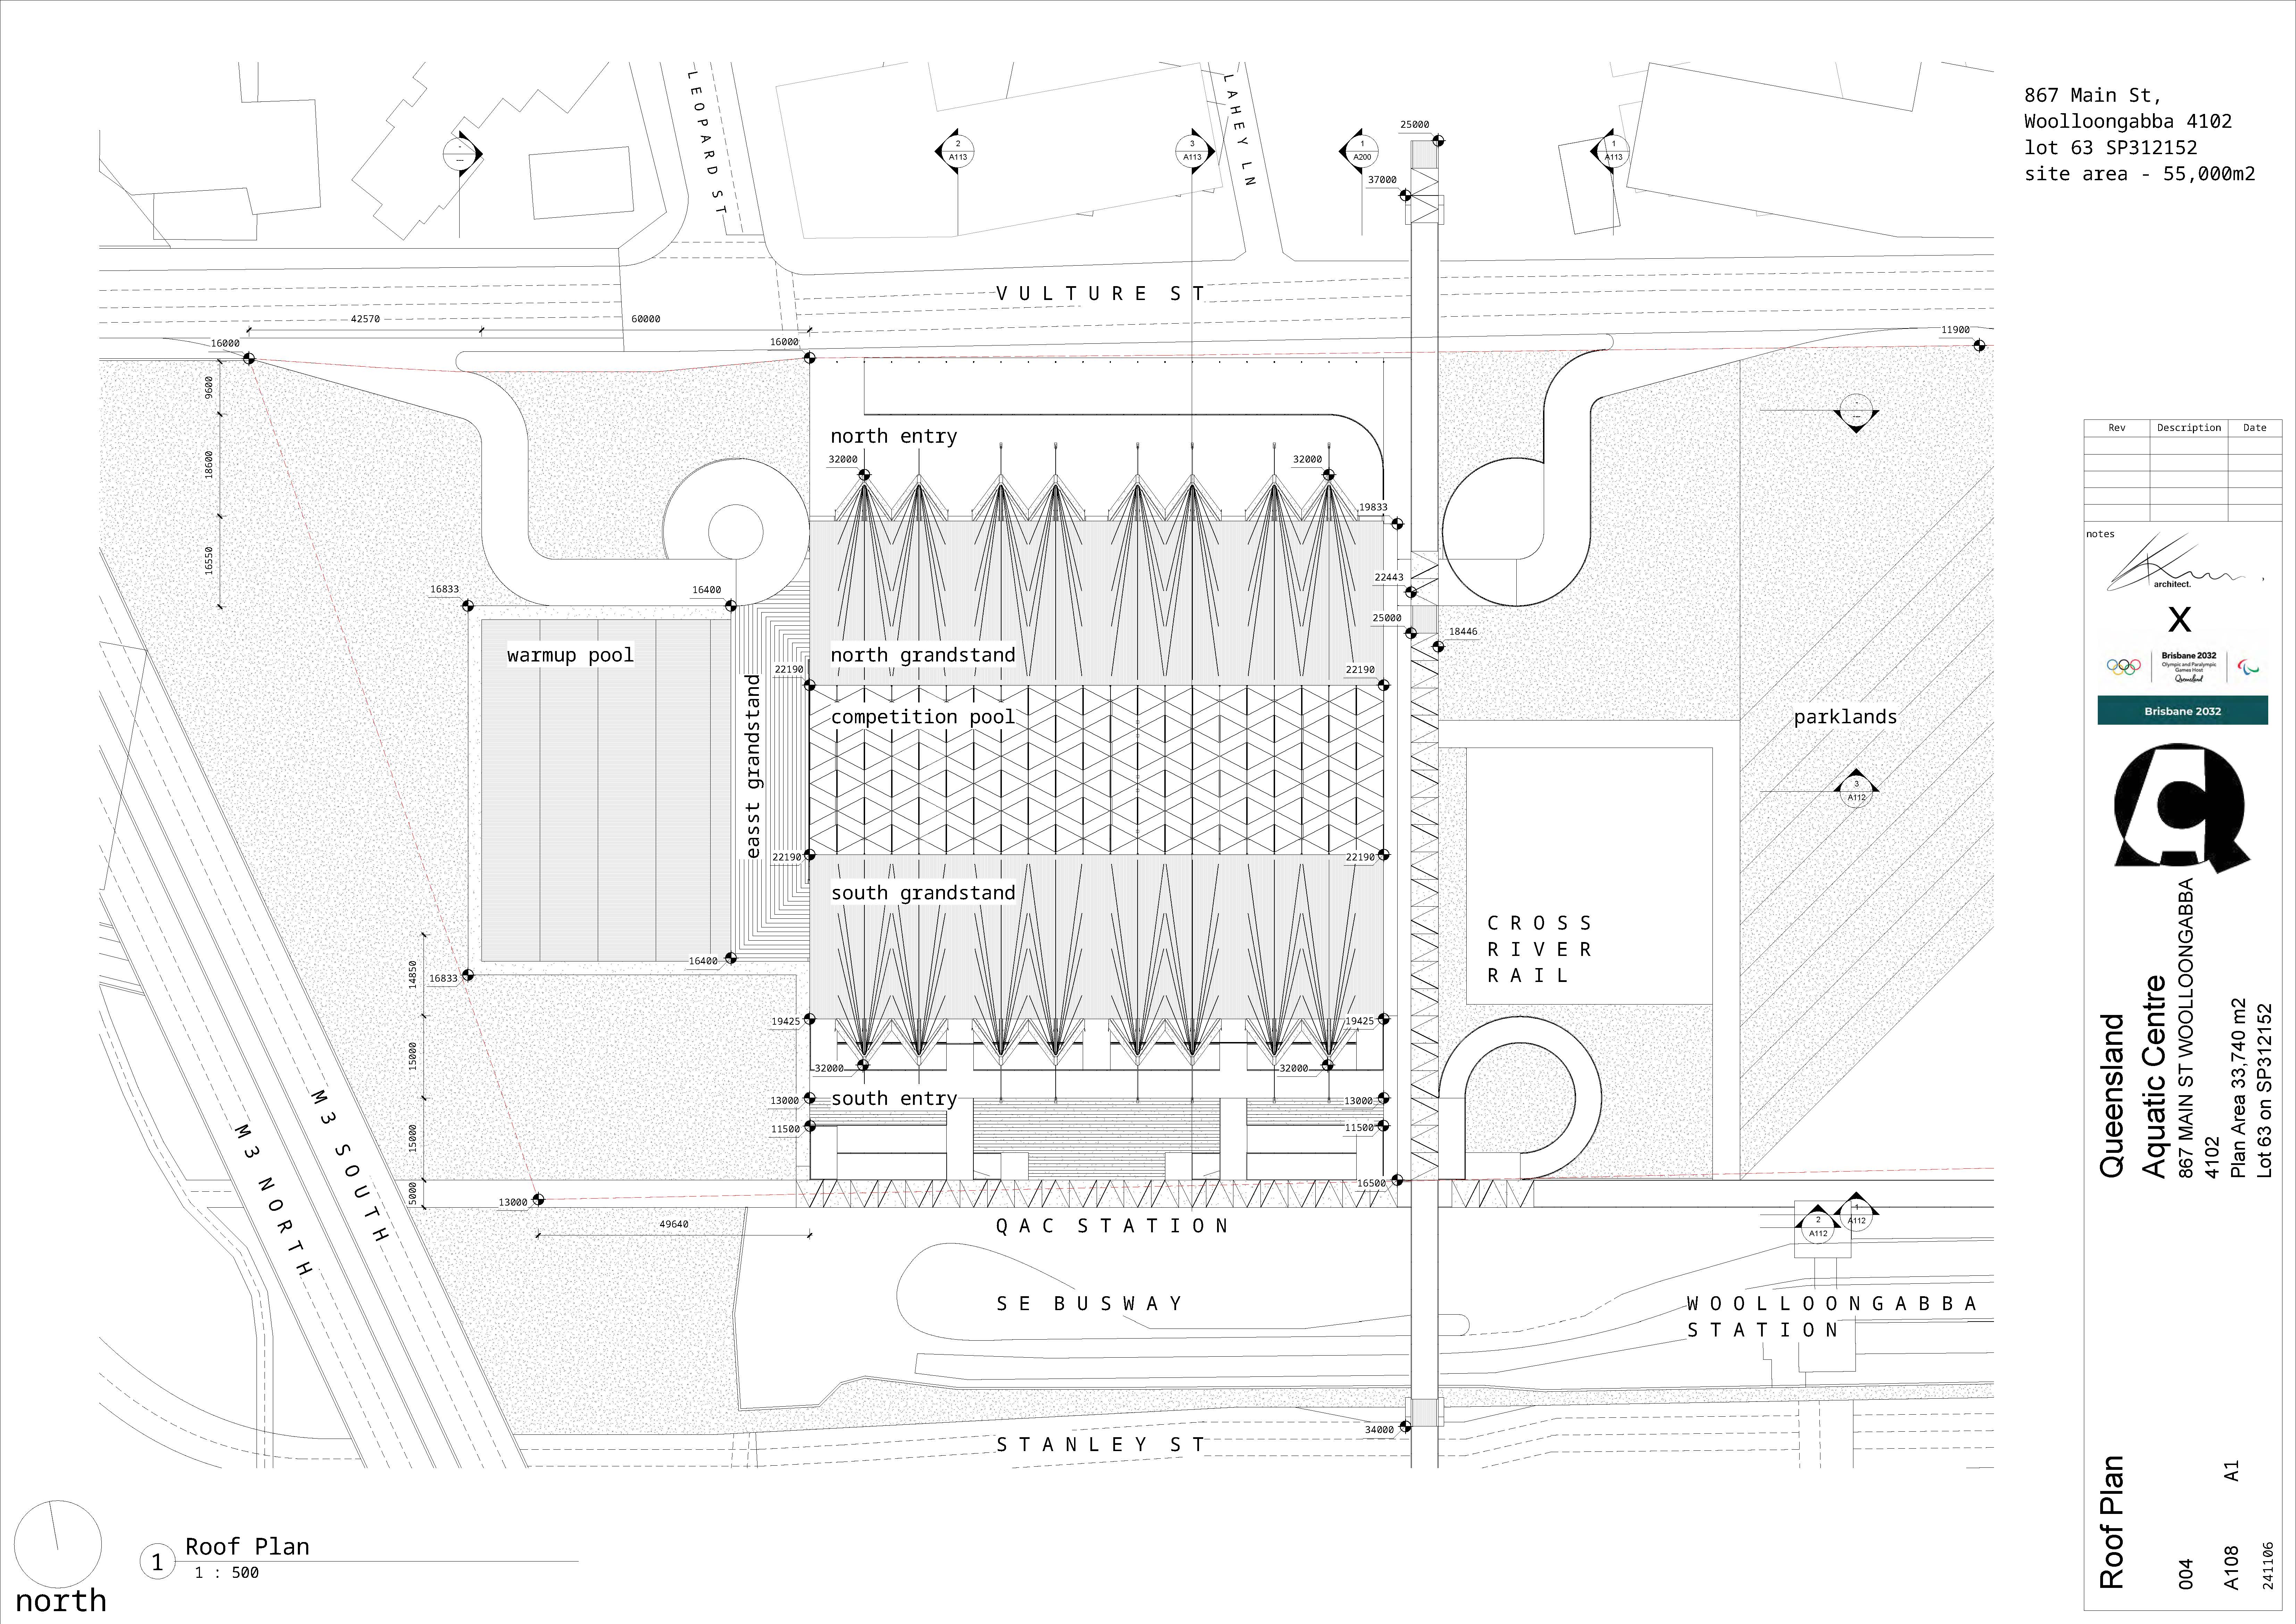 867 Main St,
Woolloongabba 4102
lot 63 SP312152
site area - 55,000m2
LEOPARD ST
LAHEY LN
25000
37000
-
---
2
A113
3
A113
1
A200
1
A113
VULTURE ST
42570
60000
16000
16000
11900
9600
18600
16550
north entry
32000
32000
19833
-
---
16833
16400
22443
25000
18446
warmup pool
north grandstand
22190
22190
easst grandstand
competition pool
parklands
3
A112
22190
22190
south grandstand
CROSS
RIVER
RAIL
16400
16833
14850
15000
15000
5000
19425
19425
32000
32000
13000
south entry
13000
11500
11500
16500
13000
49640
M3 SOUTH
M3 NORTH
QAC STATION
1
A112
2
A112
SE BUSWAY
WOOLLOONGABBA
STATION
34000
STANLEY ST
1
Roof Plan
1 : 500
north
Rev Description Date
notes
architect.
X
Brisbane 2032
Olympic and Paralympic
Games Host
Queensland
Brisbane 2032
Queensland
Aquatic Centre
867 MAIN ST WOOLLOONGABBA
4102
Plan Area 33,740 m2
Lot 63 on SP312152
Roof Plan
004
A108
A1
241106